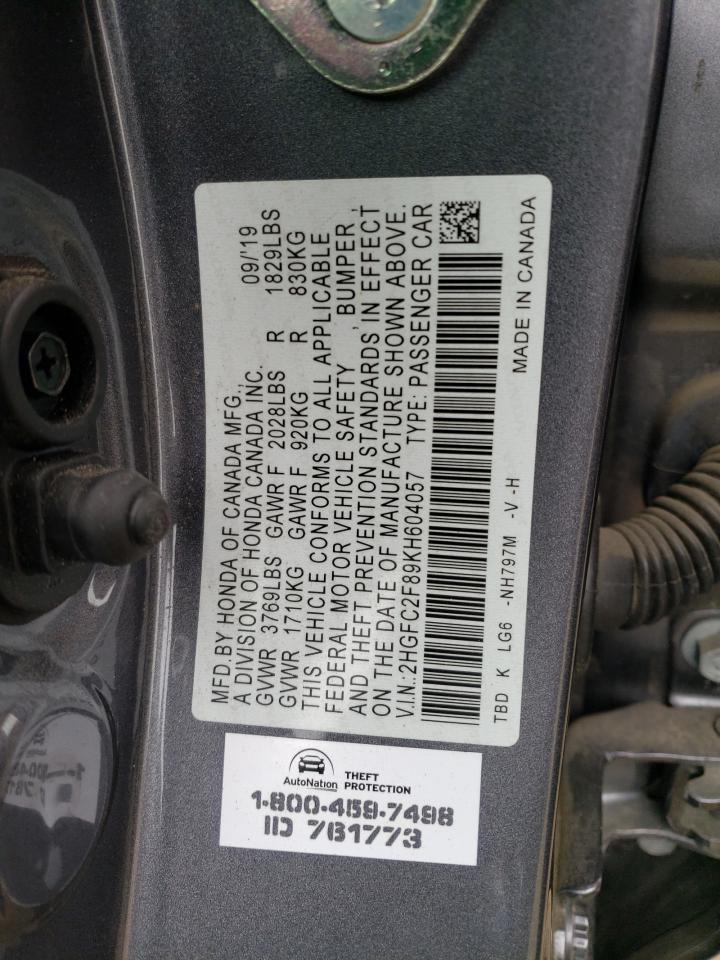 MFD.BY HONDA OF CANADA MFG.,
A DIVISION OF HONDA CANADA INC. 09/'19
GVWR 3769LBS GAWR F 2028LBS R 1829LBS
GVWR 1710KG GAWR F 920KG R 830KG
THIS VEHICLE CONFORMS TO ALL APPLICABLE
FEDERAL MOTOR VEHICLE SAFETY, BUMPER,
AND THEFT PREVENTION STANDARDS IN EFFECT
ON THE DATE OF MANUFACTURE SHOWN ABOVE.
V.I.N.:2HGFC2F89KH604057 TYPE: PASSENGER CAR
TBD K LG6 -NH797M -V -H MADE IN CANADA
AutoNation THEFT PROTECTION
1-800-459-7498
ID 761773